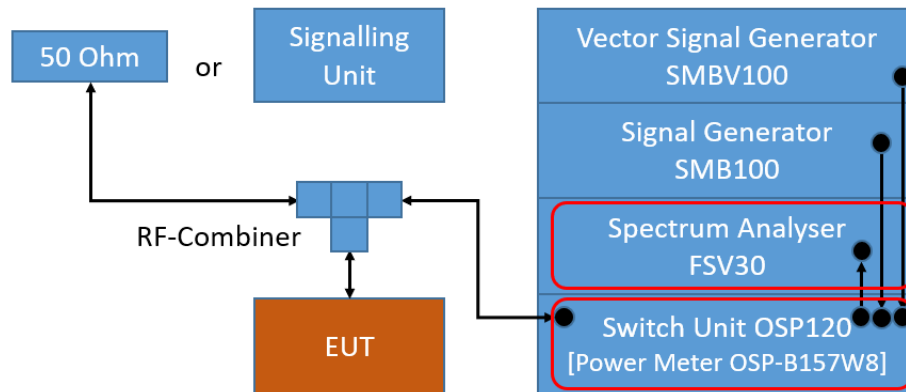 50 Ohm
or
Signalling
Unit
Vector Signal Generator
SMBV100
Signal Generator
SMB100
RF-Combiner
Spectrum Analyser
FSV30
EUT
Switch Unit OSP120
[Power Meter OSP-B157W8]